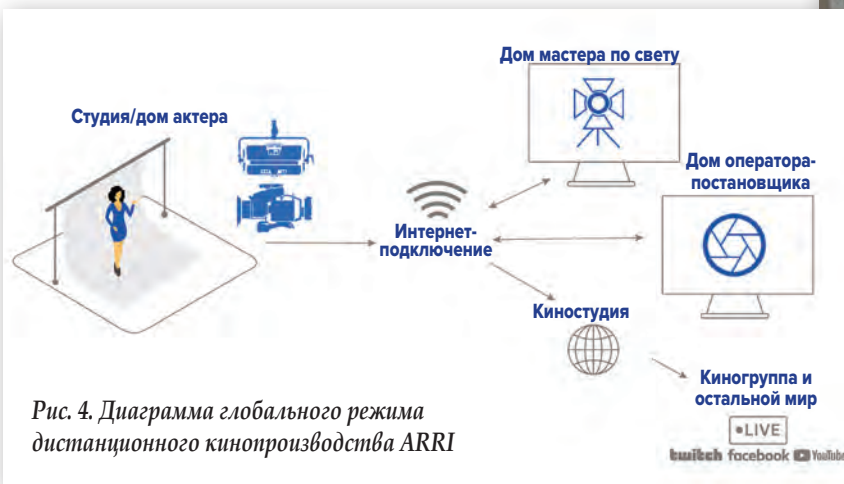 Дом мастера по свету
Студия/дом актера
Дом оператора-
постановщика
Интернет-
подключение
Киностудия
Киногруппа и
остальной мир
LIVE
twitch facebook YouTube
Рис. 4. Диаграмма глобального режима
дистанционного кинопроизводства ARRI